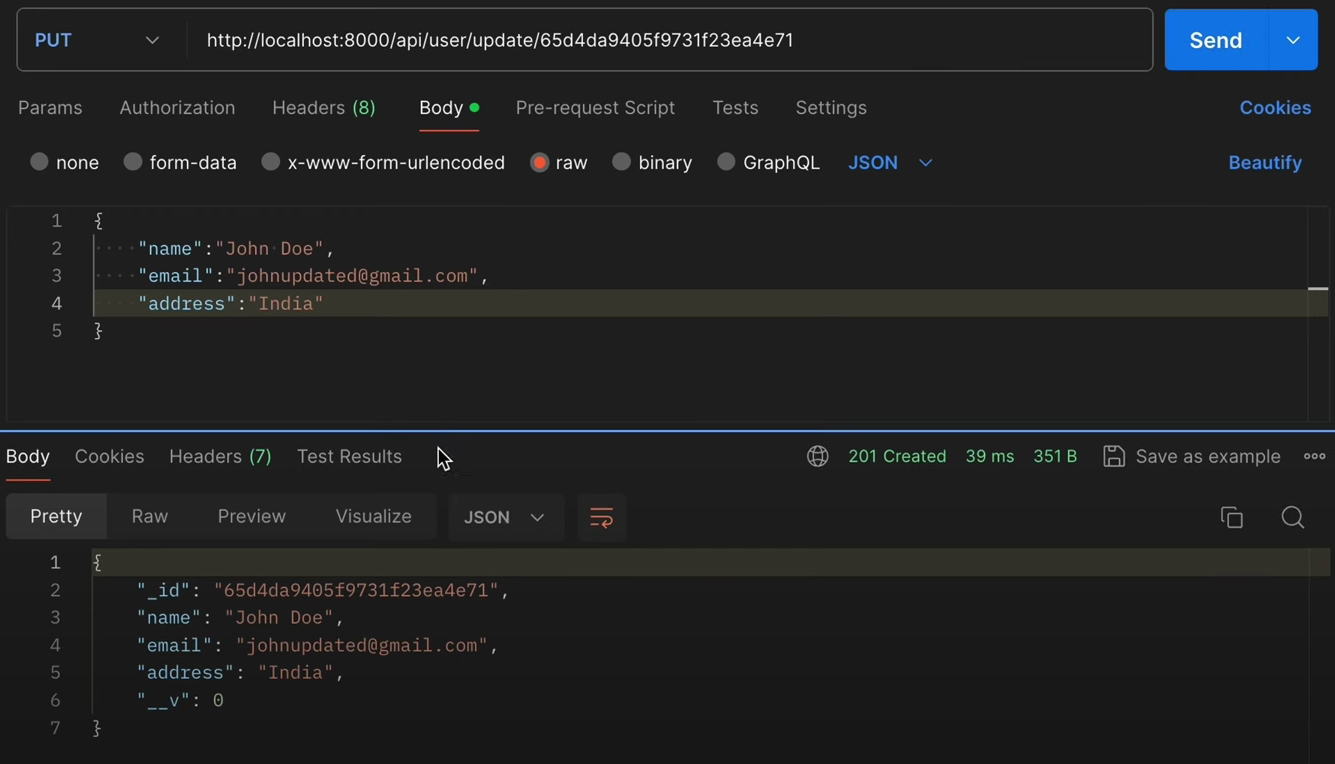 PUT http://localhost:8000/api/user/update/65d4da9405f9731f23ea4e71 Send
Params Authorization Headers (8) Body Pre-request Script Tests Settings Cookies
none form-data x-www-form-urlencoded raw binary GraphQL JSON Beautify
1 {
2 ····"name":"John·Doe",
3 ····"email":"johnupdated@gmail.com",
4 ····"address":"India"
5 }
Body Cookies Headers (7) Test Results 201 Created 39 ms 351 B Save as example
Pretty Raw Preview Visualize JSON
1 {
2 "_id": "65d4da9405f9731f23ea4e71",
3 "name": "John Doe",
4 "email": "johnupdated@gmail.com",
5 "address": "India",
6 "__v": 0
7 }